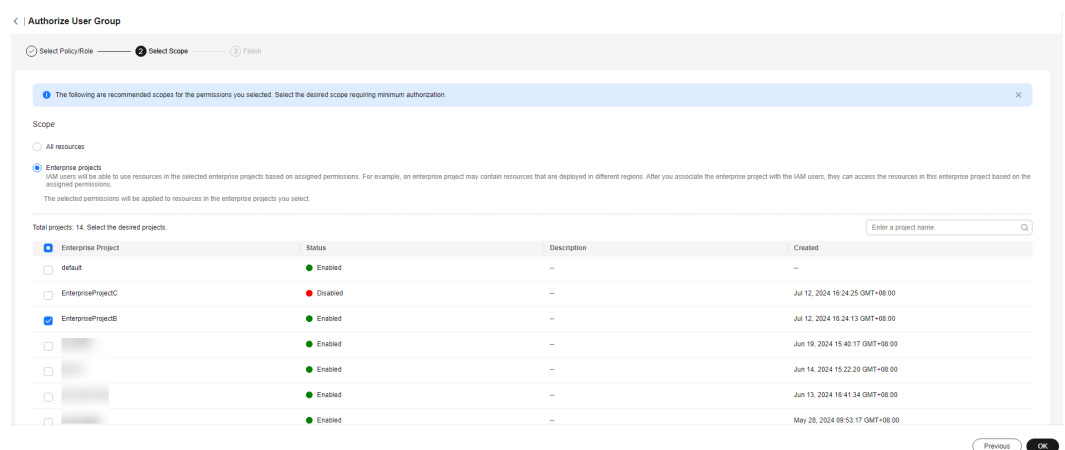 < | Authorize User Group
Select Policy/Role 2 Select Scope 3 Finish
The following are recommended scopes for the permissions you selected. Select the desired scope requiring minimum authorization.
Scope
All resources
Enterprise projects
IAM users will be able to use resources in the selected enterprise projects based on assigned permissions. For example, an enterprise project may contain resources that are deployed in different regions. After you associate the enterprise project with the IAM users, they can access the resources in this enterprise project based on the
assigned permissions.
The selected permissions will be applied to resources in the enterprise projects you select.
Total projects: 14. Select the desired projects. Enter a project name.
Enterprise Project Status Description Created
default Enabled -- --
EnterpriseProjectC Disabled -- Jul 12, 2024 16:24:25 GMT+08:00
EnterpriseProjectB Enabled -- Jul 12, 2024 16:24:13 GMT+08:00
Enabled -- Jun 19, 2024 15:40:17 GMT+08:00
Enabled -- Jun 14, 2024 15:22:20 GMT+08:00
Enabled -- Jun 13, 2024 16:41:34 GMT+08:00
Enabled -- May 28, 2024 09:53:17 GMT+08:00
Previous OK